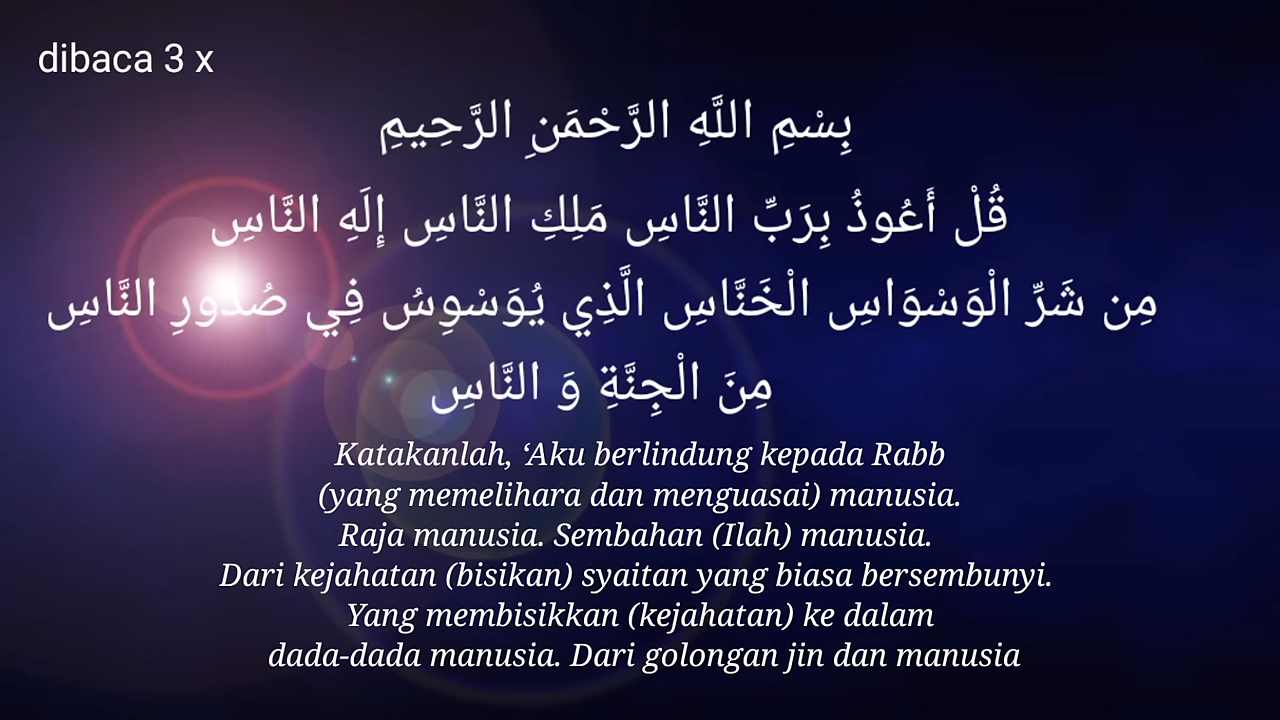 dibaca 3 x
بِسْمِ اللَّهِ الرَّحْمَنِ الرَّحِيمِ
قُلْ أَعُوذُ بِرَبِّ النَّاسِ مَلِكِ النَّاسِ إِلَهِ النَّاسِ
مِن شَرِّ الْوَسْوَاسِ الْخَنَّاسِ الَّذِي يُوَسْوِسُ فِي صُدُورِ النَّاسِ
مِنَ الْجِنَّةِ وَ النَّاسِ
Katakanlah, ‘Aku berlindung kepada Rabb
(yang memelihara dan menguasai) manusia.
Raja manusia. Sembahan (Ilah) manusia.
Dari kejahatan (bisikan) syaitan yang biasa bersembunyi.
Yang membisikkan (kejahatan) ke dalam
dada-dada manusia. Dari golongan jin dan manusia